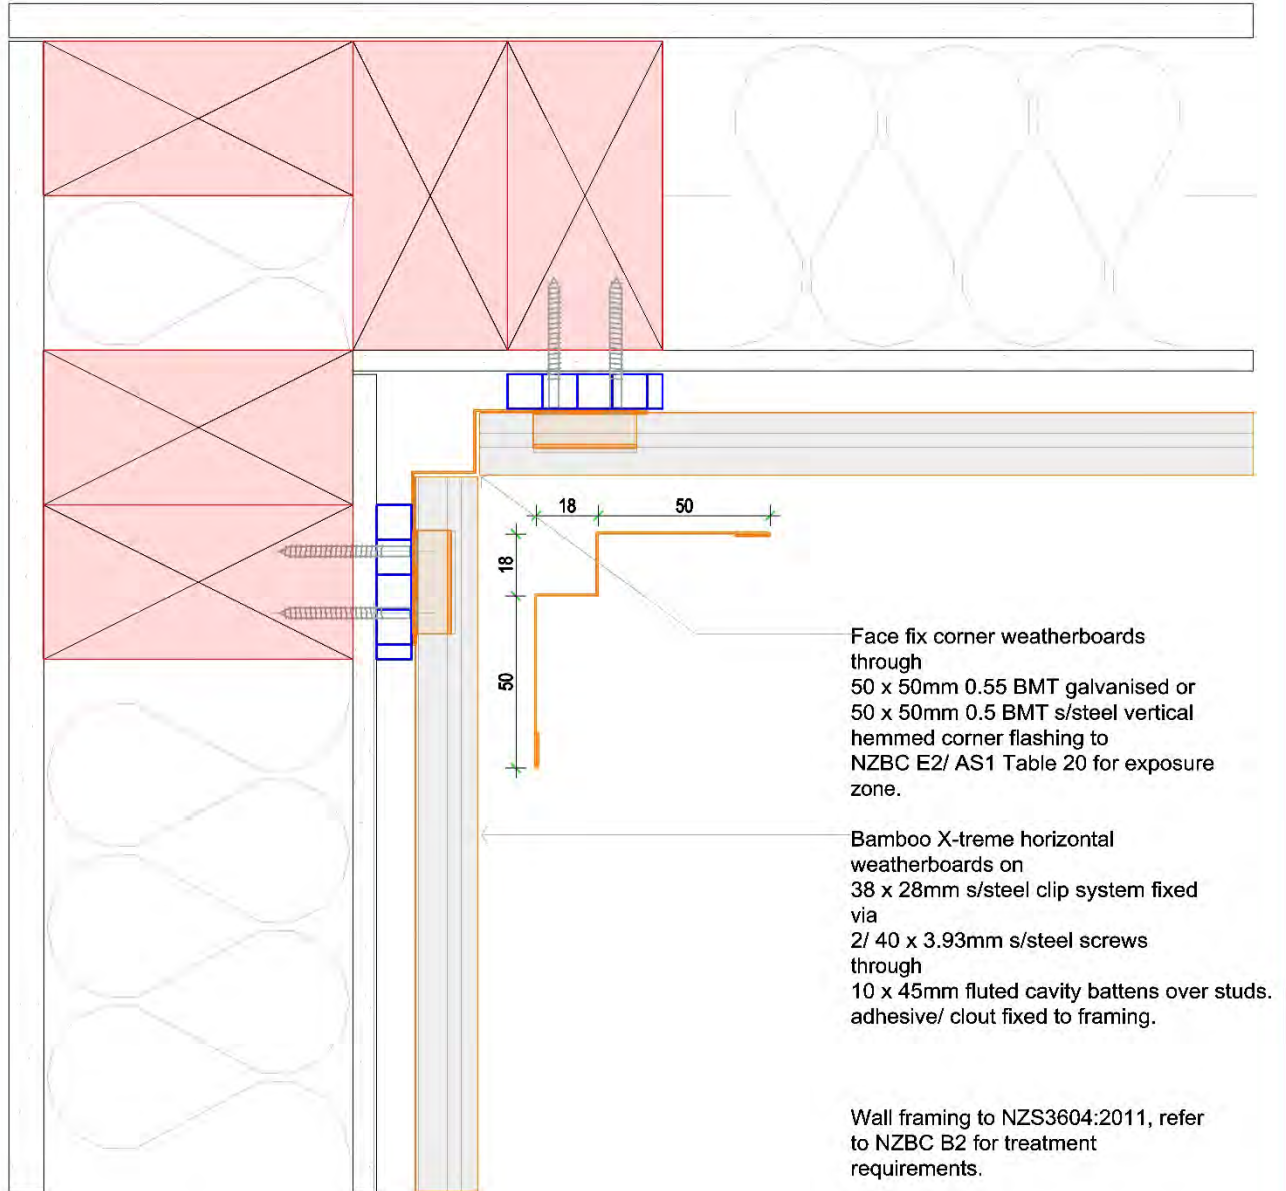 18
50
18
50
Face fix corner weatherboards
through
50 x 50mm 0.55 BMT galvanised or
50 x 50mm 0.5 BMT s/steel vertical
hemmed corner flashing to
NZBC E2/ AS1 Table 20 for exposure
zone.
Bamboo X-treme horizontal
weatherboards on
38 x 28mm s/steel clip system fixed
via
2/ 40 x 3.93mm s/steel screws
through
10 x 45mm fluted cavity battens over studs.
adhesive/ clout fixed to framing.
Wall framing to NZS3604:2011, refer
to NZBC B2 for treatment
requirements.